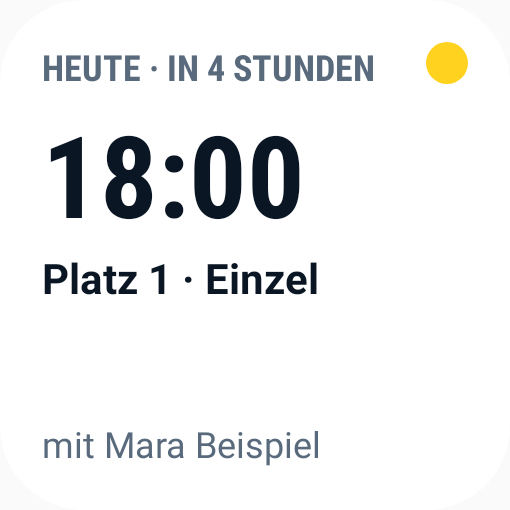 HEUTE · IN 4 STUNDEN
18:00
Platz 1 · Einzel
mit Mara Beispiel